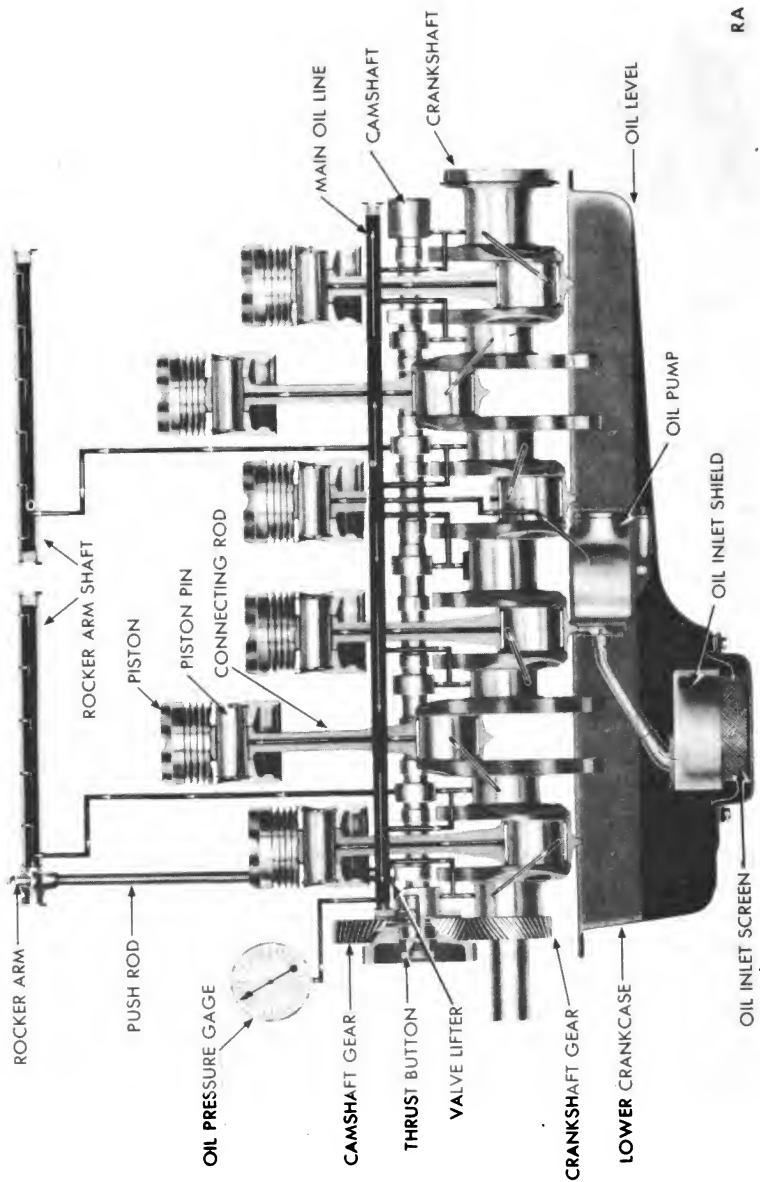 ROCKER ARM
PUSH ROD
OIL PRESSURE GAGE
CAMSHAFT GEAR
THRUST BUTTON
VALVE LIFTER
CRANKSHAFT GEAR
LOWER CRANKCASE
OIL INLET SCREEN
ROCKER ARM SHAFT
PISTON
PISTON PIN
CONNECTING ROD
OIL INLET SHIELD
OIL PUMP
MAIN OIL LINE
CAMSHAFT
CRANKSHAFT
OIL LEVEL
RA